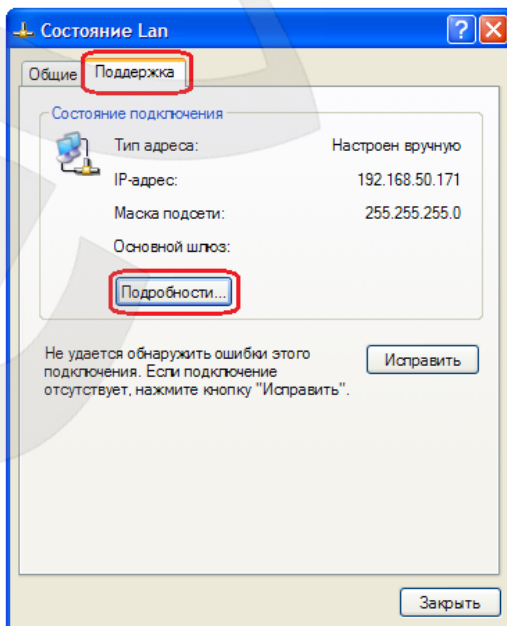 Состояние Lan
Общие Поддержка
Состояние подключения
Тип адреса: Настроен вручную
IP-адрес: 192.168.50.171
Маска подсети: 255.255.255.0
Основной шлюз:
Подробности...
Не удается обнаружить ошибки этого
подключения. Если подключение
отсутствует, нажмите кнопку "Исправить".
Исправить
Закрыть